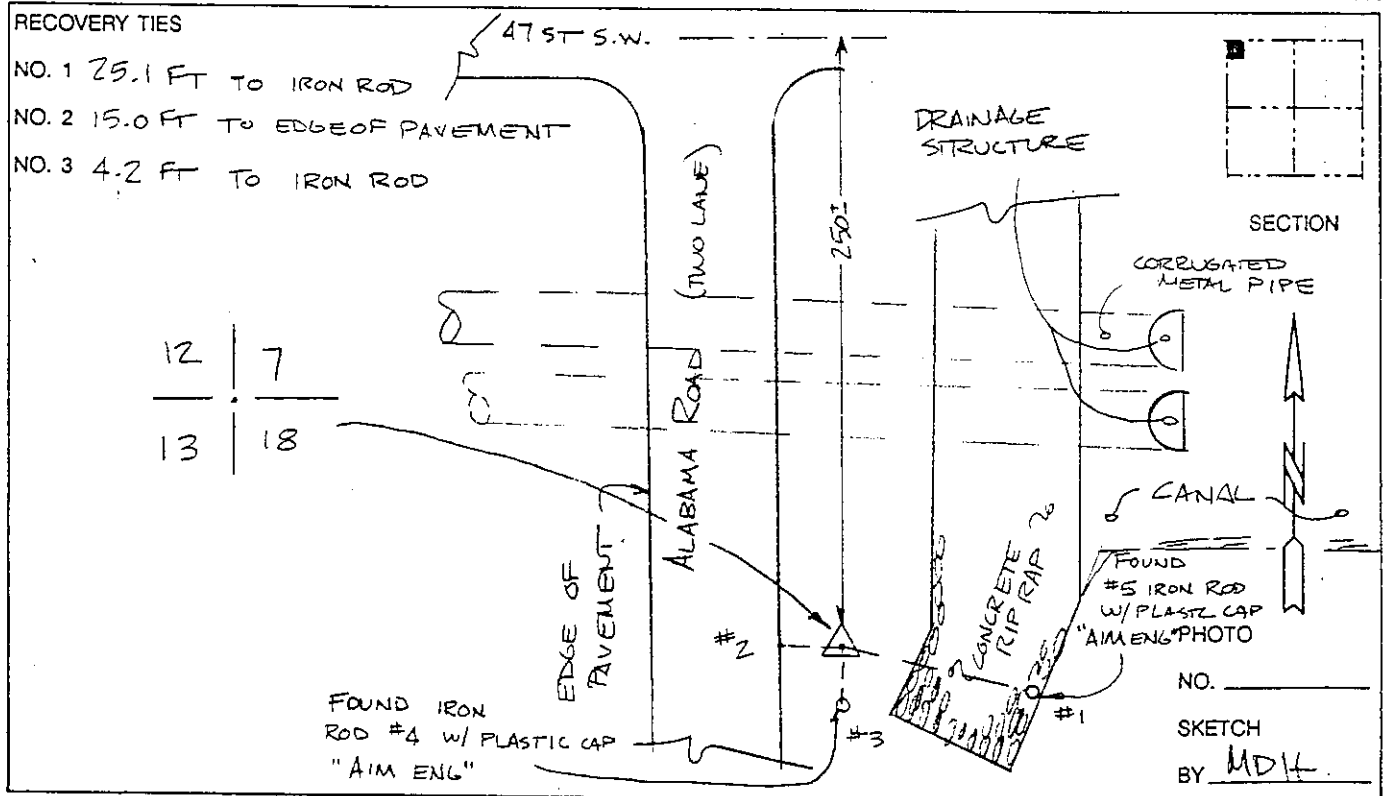 RECOVERY TIES
NO. 1 25.1 FT TO IRON ROD
NO. 2 15.0 FT TO EDGE OF PAVEMENT
NO. 3 4.2 FT TO IRON ROD
47 ST S.W.
(TWO LANE)
250±
DRAINAGE
STRUCTURE
SECTION
CORRUGATED
METAL PIPE
12 7
13 18
ALABAMA ROAD
EDGE OF
PAVEMENT
CANAL
CONCRETE
RIP RAP
FOUND
#5 IRON ROD
W/ PLASTC CAP
"AIM ENG"
PHOTO
NO.
#2
#1
#3
FOUND IRON
ROD #4 W/ PLASTIC CAP
"AIM ENG"
N
SKETCH
BY MDH